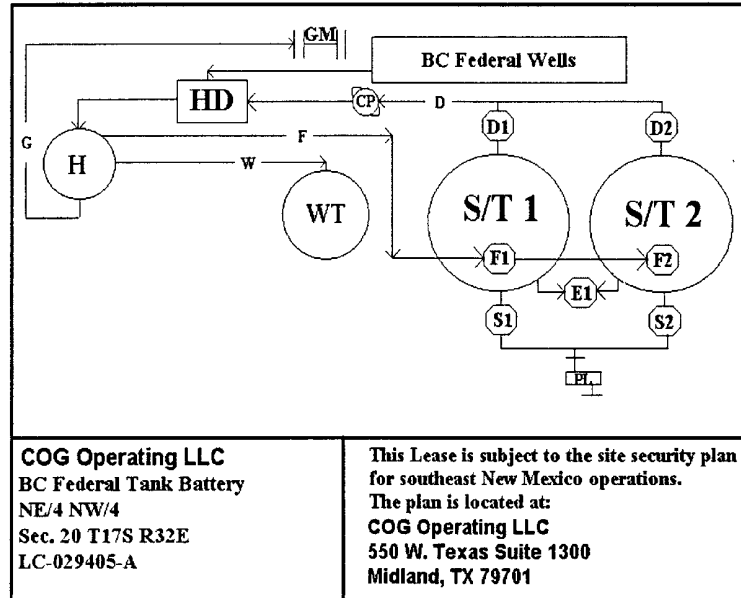 GM
BC Federal Wells
HD
CP
D
D1
D2
G
H
F
W
WT
S/T 1
S/T 2
F1
F2
E1
S1
S2
PL
COG Operating LLC
BC Federal Tank Battery
NE/4 NW/4
Sec. 20 T17S R32E
LC-029405-A
This Lease is subject to the site security plan
for southeast New Mexico operations.
The plan is located at:
COG Operating LLC
550 W. Texas Suite 1300
Midland, TX 79701